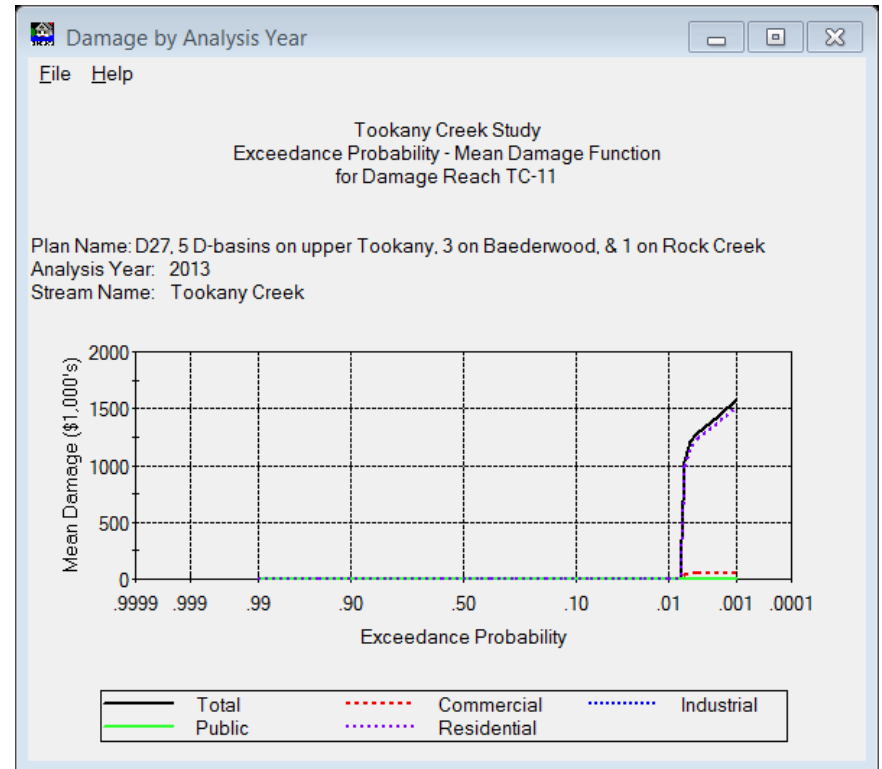 Damage by Analysis Year
File Help
Tookany Creek Study
Exceedance Probability - Mean Damage Function
for Damage Reach TC-11
Plan Name: D27, 5 D-basins on upper Tookany, 3 on Baederwood, & 1 on Rock Creek
Analysis Year: 2013
Stream Name: Tookany Creek
Mean Damage ($1,000's)
2000
1500
1000
500
0
.9999 .999 .99 .90 .50 .10 .01 .001 .0001
Exceedance Probability
Total Commercial Industrial
Public Residential